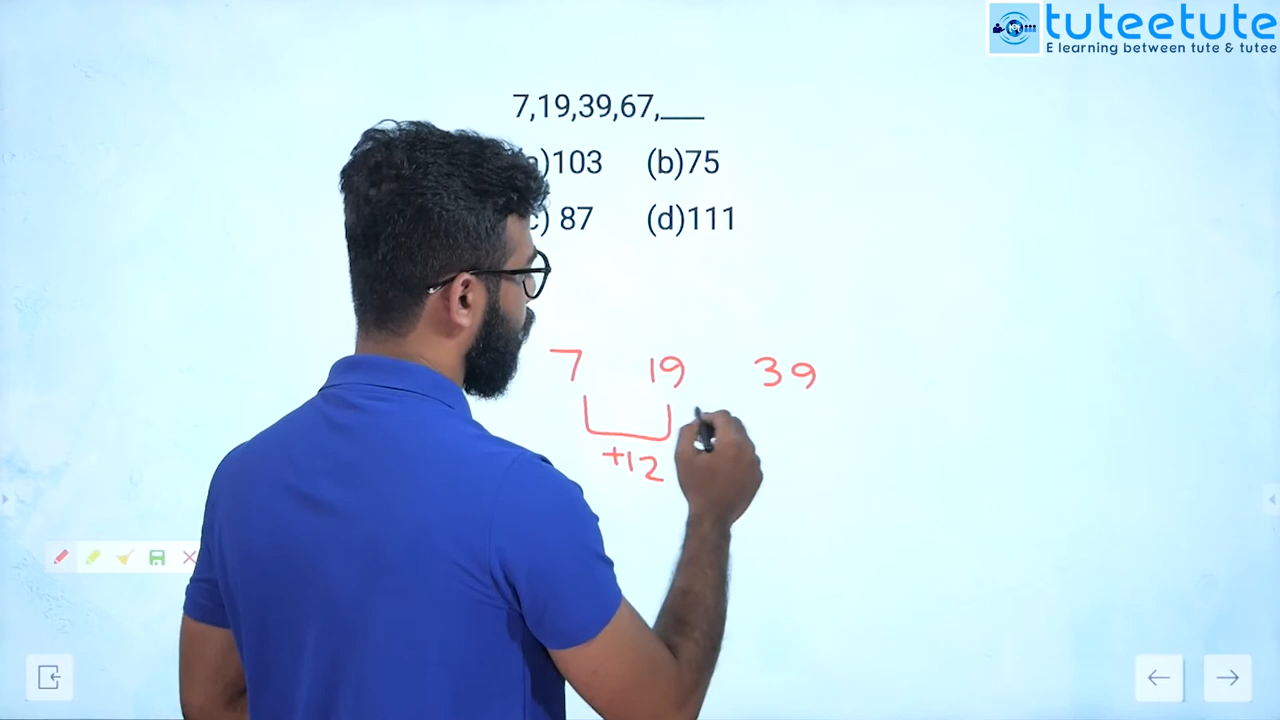 tuteetute
E learning between tute & tutee
7,19,39,67,___
)103 (b)75
) 87 (d)111
7 19 39
+12